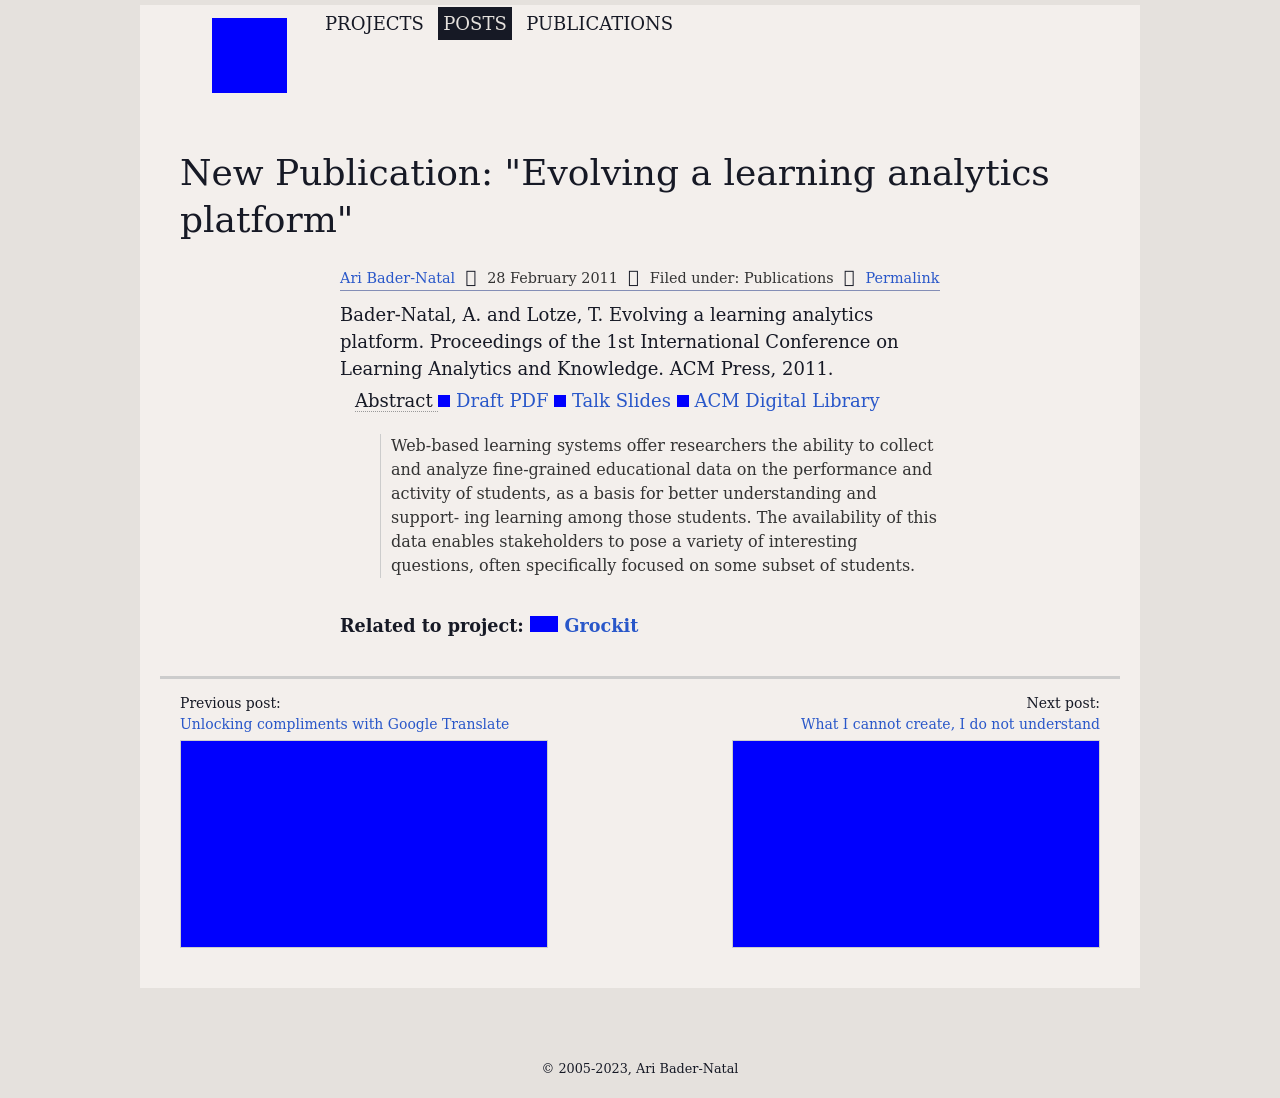 PROJECTS POSTS PUBLICATIONS
New Publication: "Evolving a learning analytics
platform"
Ari Bader-Natal 28 February 2011 Filed under: Publications Permalink
Bader-Natal, A. and Lotze, T. Evolving a learning analytics
platform. Proceedings of the 1st International Conference on
Learning Analytics and Knowledge. ACM Press, 2011.
Abstract Draft PDF Talk Slides ACM Digital Library
Web-based learning systems offer researchers the ability to collect
and analyze fine-grained educational data on the performance and
activity of students, as a basis for better understanding and
support- ing learning among those students. The availability of this
data enables stakeholders to pose a variety of interesting
questions, often specifically focused on some subset of students.
Related to project: Grockit
Previous post:
Unlocking compliments with Google Translate
Next post:
What I cannot create, I do not understand
© 2005-2023, Ari Bader-Natal